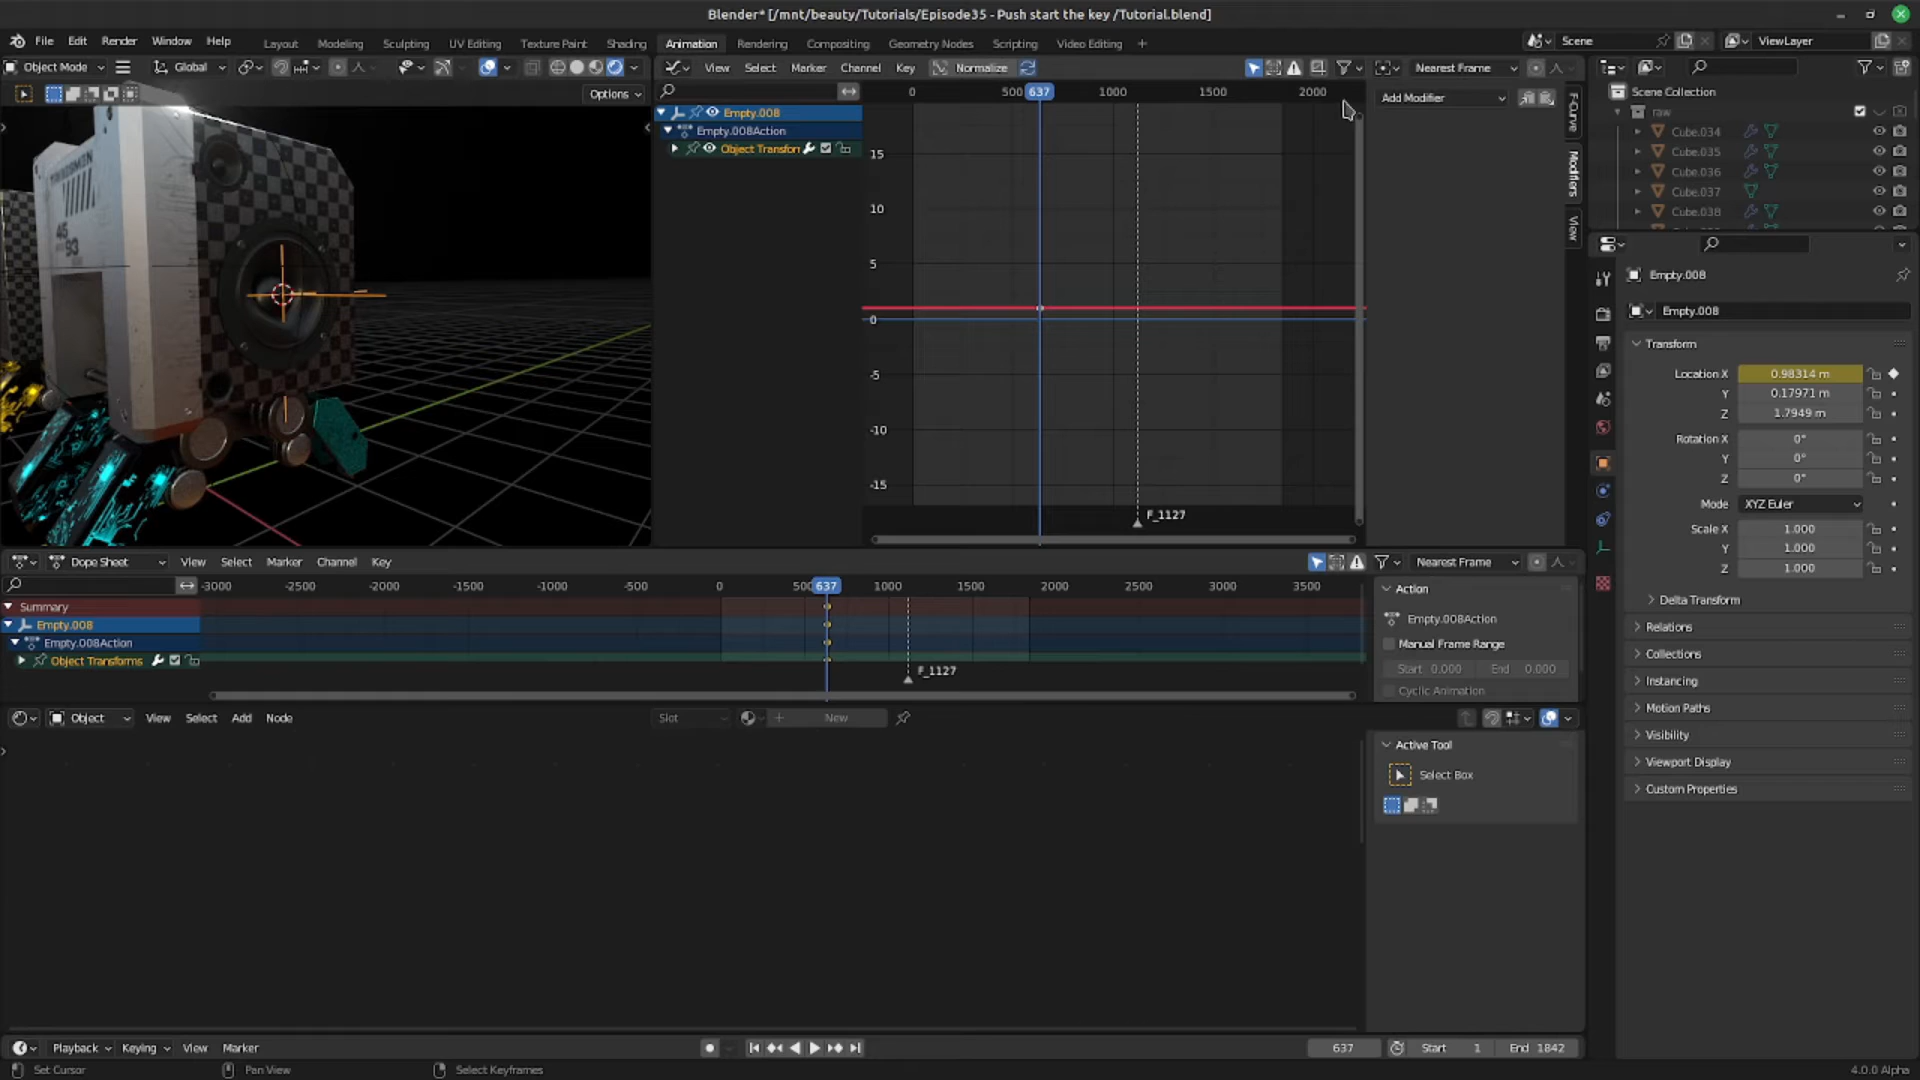 Blender* [/mnt/beauty/Tutorials/Episode35 - Push start the key /Tutorial.blend]
File Edit Render Window Help Layout Modeling Sculpting UV Editing Texture Paint Shading Animation Rendering Compositing Geometry Nodes Scripting Video Editing + Scene ViewLayer
Object Mode Global View Select Marker Channel Key Normalize Nearest Frame
Options
0 500 637 1000 1500 2000
Add Modifier
Scene Collection
Empty.008
raw
Empty.008Action
Cube.034
Object Transform
Cube.035
Cube.036
Cube.037
Cube.038
15
10
5
0
-5
-10
-15
F_1127
F-Curve
Modifiers
View
45
93
Empty.008
Empty.008
Transform
Location X 0.98314 m
Y 0.17971 m
Z 1.7949 m
Rotation X 0°
Y 0°
Z 0°
Mode XYZ Euler
Scale X 1.000
Y 1.000
Z 1.000
Delta Transform
Relations
Collections
Instancing
Motion Paths
Visibility
Viewport Display
Custom Properties
Dope Sheet View Select Marker Channel Key Nearest Frame
-3000 -2500 -2000 -1500 -1000 -500 0 500 637 1000 1500 2000 2500 3000 3500
Summary
Empty.008
Empty.008Action
Object Transforms
F_1127
Action
Empty.008Action
Manual Frame Range
Start 0.000 End 0.000
Cyclic Animation
Object View Select Add Node Slot New
Active Tool
Select Box
Playback Keying View Marker 637 Start 1 End 1842
Set Cursor Pan View Select Keyframes 4.0.0 Alpha